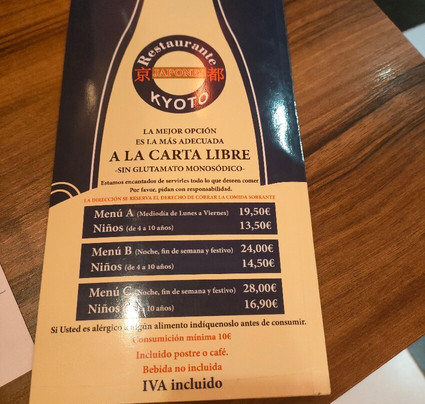 Restaurante
京 JAPONES 都
KYOTO
LA MEJOR OPCIÓN
ES LA MÁS ADECUADA
A LA CARTA LIBRE
-SIN GLUTAMATO MONOSÓDICO-
Estamos encantados de servirles todo lo que deseen comer
Por favor, pidan con responsabilidad.
LA DIRECCIÓN SE RESERVA EL DERECHO DE COBRAR LA COMIDA SOBRANTE
Menú A (Mediodía de Lunes a Viernes) 19,50€
Niños (de 4 a 10 años) 13,50€
Menú B (Noche, fin de semana y festivo) 24,00€
Niños (de 4 a 10 años) 14,50€
Menú C (Noche, fin de semana y festivo) 28,00€
Niños (de 4 a 10 años) 16,90€
Si Usted es alérgico a algún alimento indíquenoslo antes de consumir.
Consumición mínima 10€
Incluido postre o café.
Bebida no incluida
IVA incluido